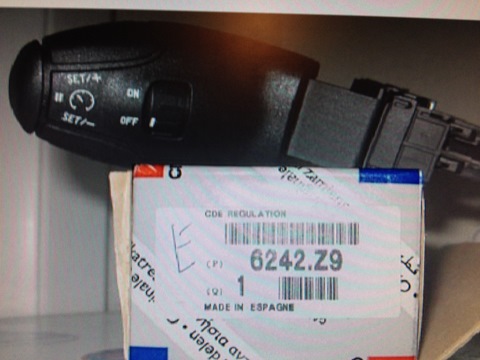 SET/+
ON
OFF
SET/-
CDE REGULATION
(P) 6242.Z9
(Q) 1
MADE IN ESPAGNE